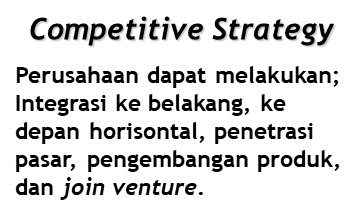 Competitive Strategy
Perusahaan dapat melakukan;
Integrasi ke belakang, ke
depan horisontal, penetrasi
pasar, pengembangan produk,
dan join venture.